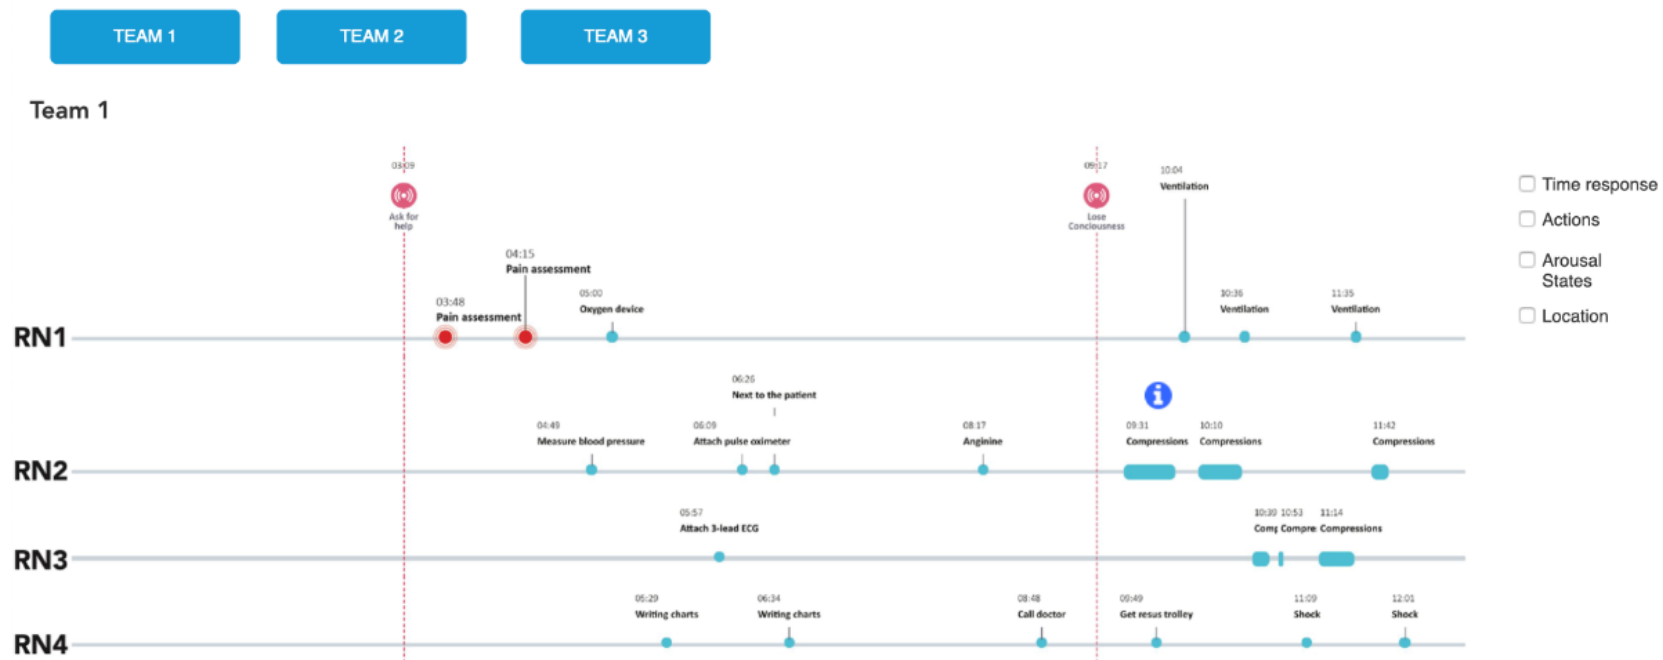 TEAM 1
TEAM 2
TEAM 3
Team 1
03:09
Ask for
help
09:17
Lose
Conciousness
10:04
Ventilation
04:15
Pain assessment
03:48
Pain assessment
05:00
Oxygen device
10:36
Ventilation
11:35
Ventilation
RN1
Time response
Actions
Arousal
States
Location
06:26
Next to the patient
04:49
Measure blood pressure
06:09
Attach pulse oximeter
08:17
Anginine
09:31
Compressions
10:10
Compressions
11:42
Compressions
RN2
05:57
Attach 3-lead ECG
10:39 10:53 11:14
Comp Compre Compressions
RN3
05:29
Writing charts
06:34
Writing charts
08:48
Call doctor
09:49
Get resus trolley
11:09
Shock
12:01
Shock
RN4